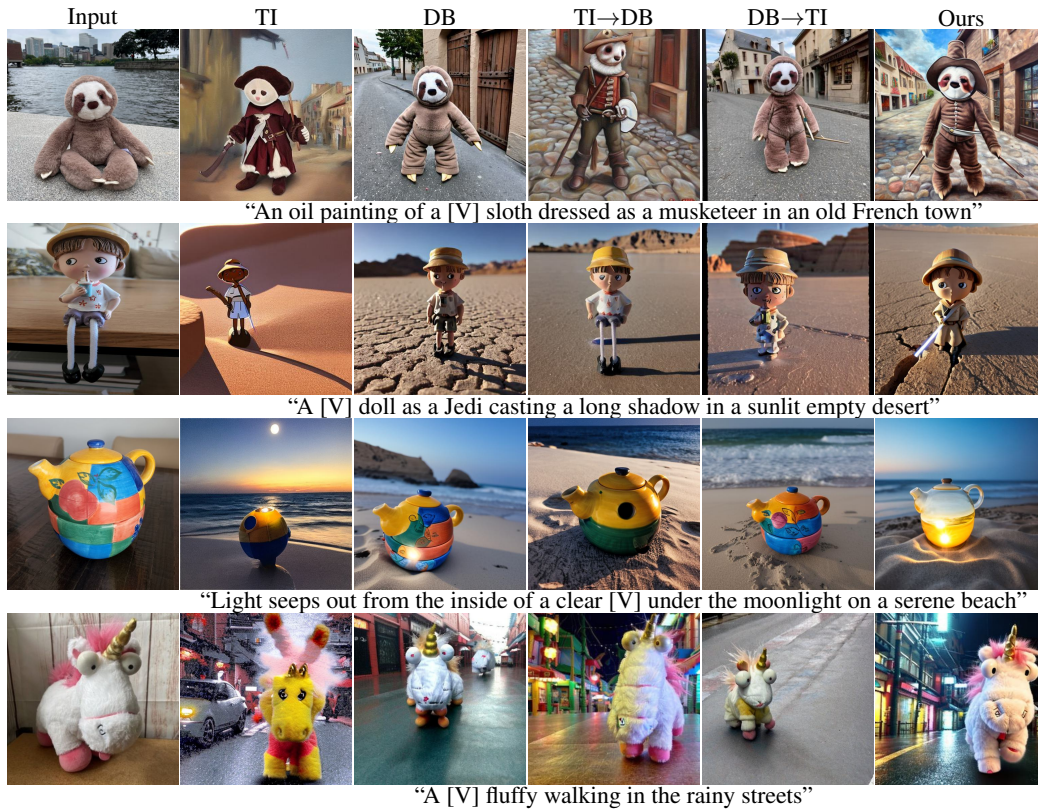 Input TI DB TI→DB DB→TI Ours
“An oil painting of a [V] sloth dressed as a musketeer in an old French town”
“A [V] doll as a Jedi casting a long shadow in a sunlit empty desert”
“Light seeps out from the inside of a clear [V] under the moonlight on a serene beach”
“A [V] fluffy walking in the rainy streets”